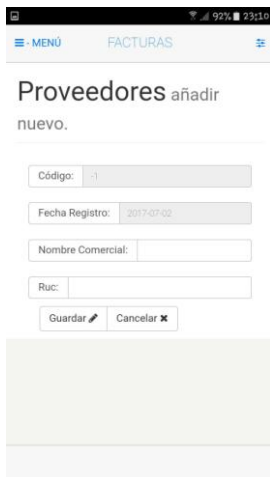 92% 23:10
- MENÚ FACTURAS
Proveedores añadir
nuevo.
Código: -1
Fecha Registro: 2017-07-02
Nombre Comercial:
Ruc:
Guardar Cancelar